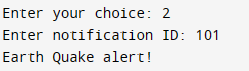 Enter your choice: 2
Enter notification ID: 101
Earth Quake alert!